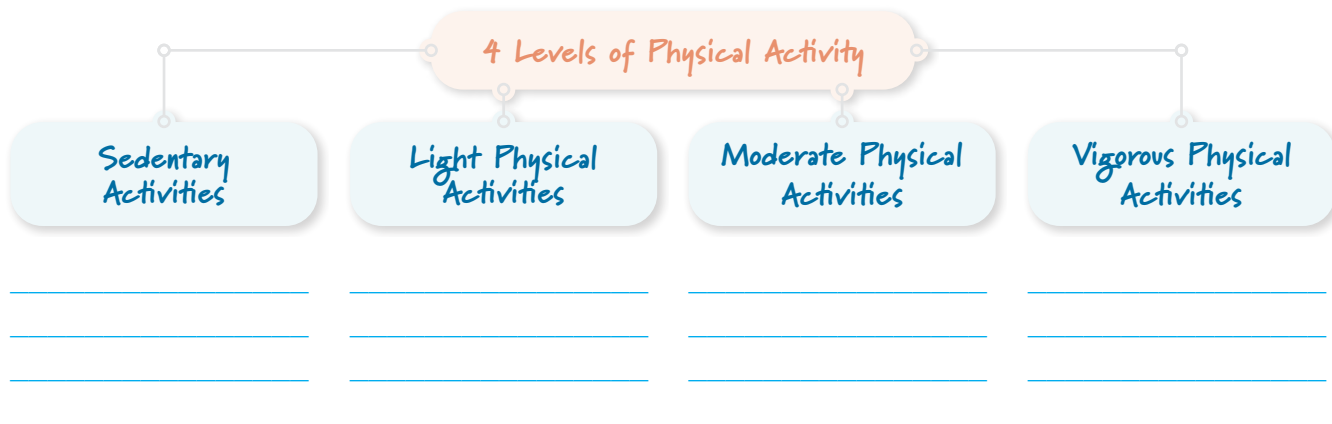 4 Levels of Physical Activity
Sedentary
Activities
Light Physical
Activities
Moderate Physical
Activities
Vigorous Physical
Activities